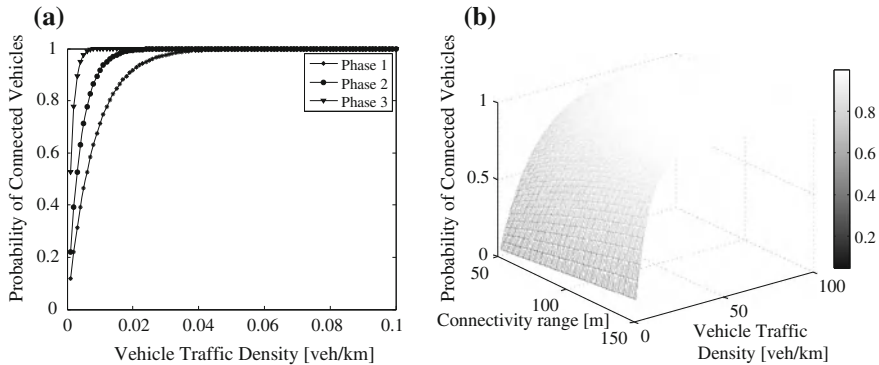 (a)
Probability of Connected Vehicles
1
0.8
0.6
0.4
0.2
0
0
0.02
0.04
0.06
0.08
0.1
Vehicle Traffic Density [veh/km]
Phase 1
Phase 2
Phase 3
(b)
Probability of Connected Vehicles
1
0.5
0
50
100
150
Connectivity range [m]
0
50
100
Vehicle Traffic
Density [veh/km]
0.8
0.6
0.4
0.2